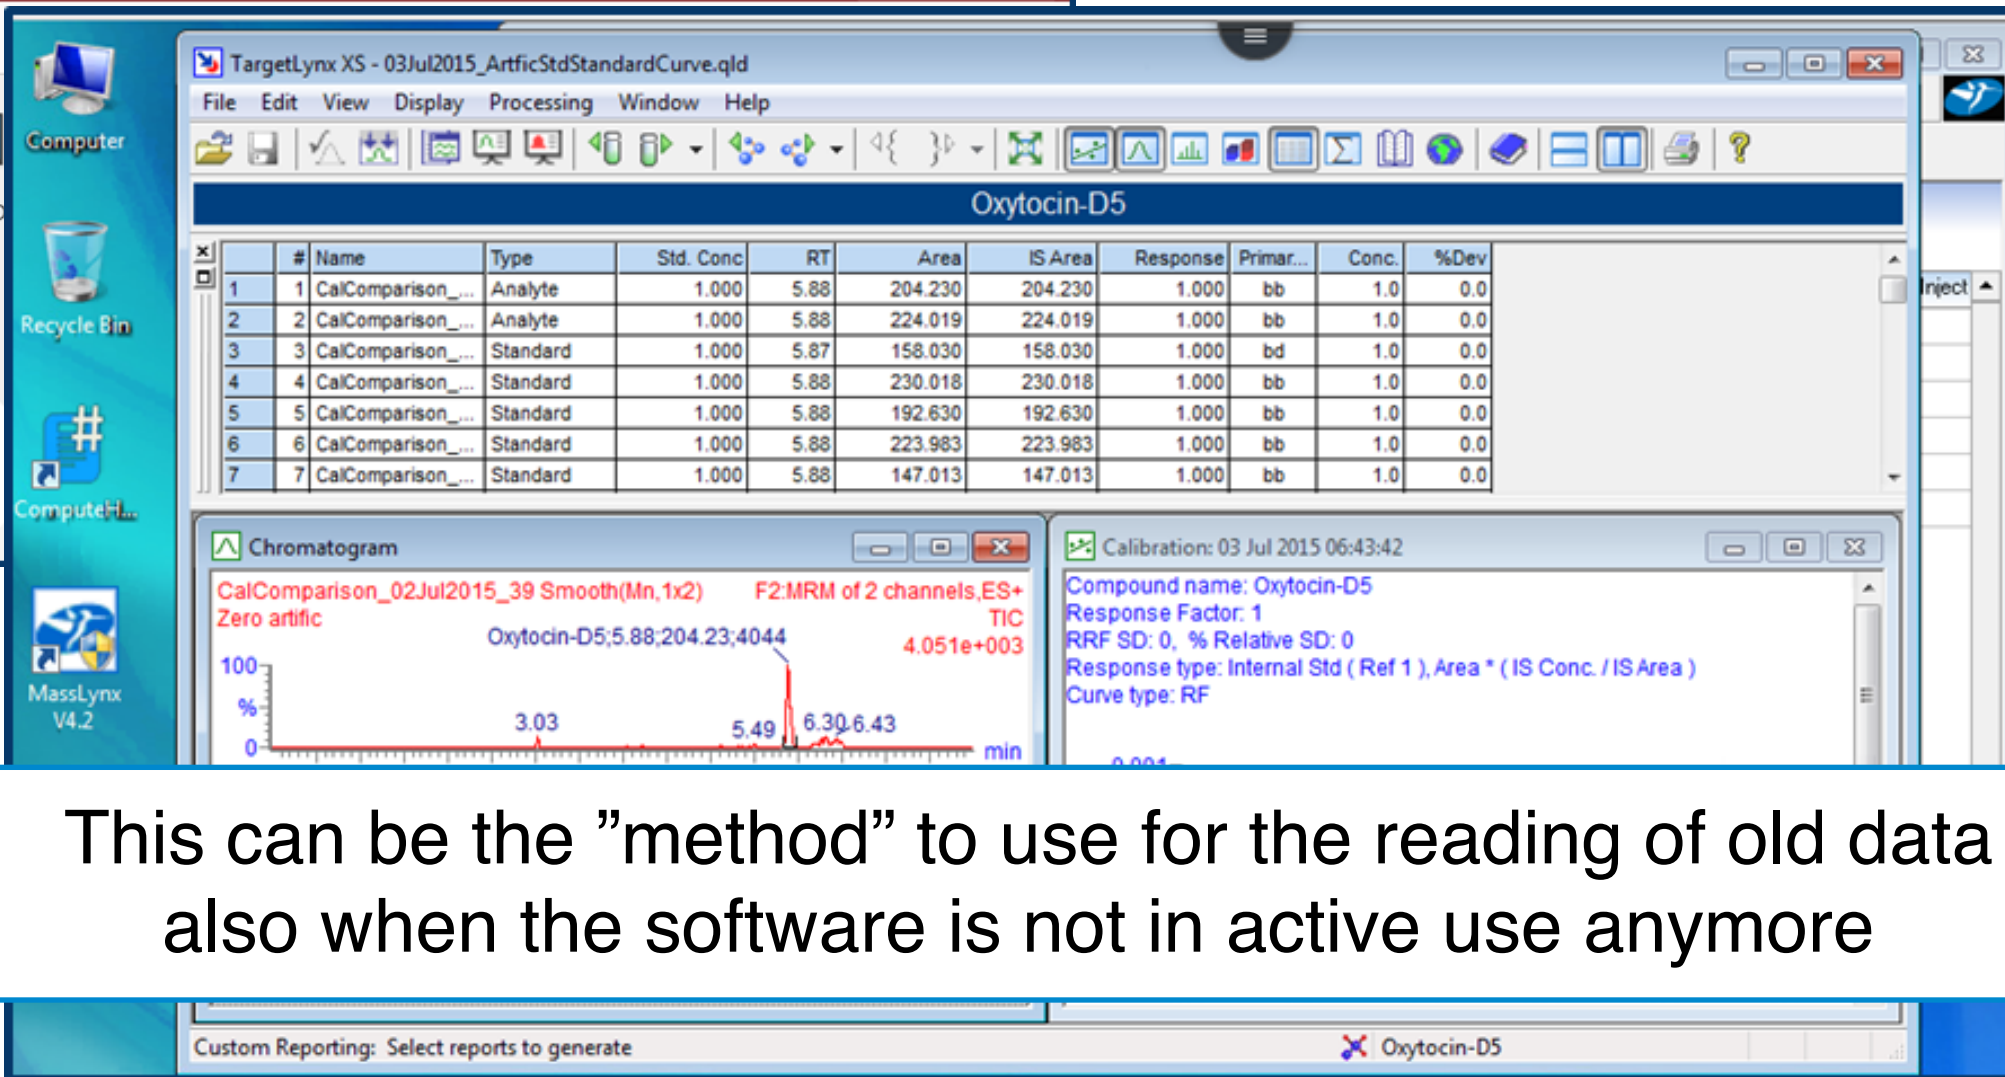 Computer
Recycle Bin
ComputeH...
MassLynx
V4.2
TargetLynx XS - 03Jul2015_ArtficStdStandardCurve.qld
File Edit View Display Processing Window Help
Oxytocin-D5
# Name Type Std. Conc RT Area IS Area Response Primar... Conc. %Dev
1 1 CalComparison_... Analyte 1.000 5.88 204.230 204.230 1.000 bb 1.0 0.0
2 2 CalComparison_... Analyte 1.000 5.88 224.019 224.019 1.000 bb 1.0 0.0
3 3 CalComparison_... Standard 1.000 5.87 158.030 158.030 1.000 bd 1.0 0.0
4 4 CalComparison_... Standard 1.000 5.88 230.018 230.018 1.000 bb 1.0 0.0
5 5 CalComparison_... Standard 1.000 5.88 192.630 192.630 1.000 bb 1.0 0.0
6 6 CalComparison_... Standard 1.000 5.88 223.983 223.983 1.000 bb 1.0 0.0
7 7 CalComparison_... Standard 1.000 5.88 147.013 147.013 1.000 bb 1.0 0.0
Inject
Chromatogram
CalComparison_02Jul2015_39 Smooth(Mn,1x2) F2:MRM of 2 channels,ES+
Zero artific TIC
Oxytocin-D5;5.88;204.23;4044 4.051e+003
100
%
3.03 5.49 6.30 6.43
0 min
Calibration: 03 Jul 2015 06:43:42
Compound name: Oxytocin-D5
Response Factor: 1
RRF SD: 0, % Relative SD: 0
Response type: Internal Std ( Ref 1 ), Area * ( IS Conc. / IS Area )
Curve type: RF
0.001
This can be the ”method” to use for the reading of old data
also when the software is not in active use anymore
Custom Reporting: Select reports to generate Oxytocin-D5